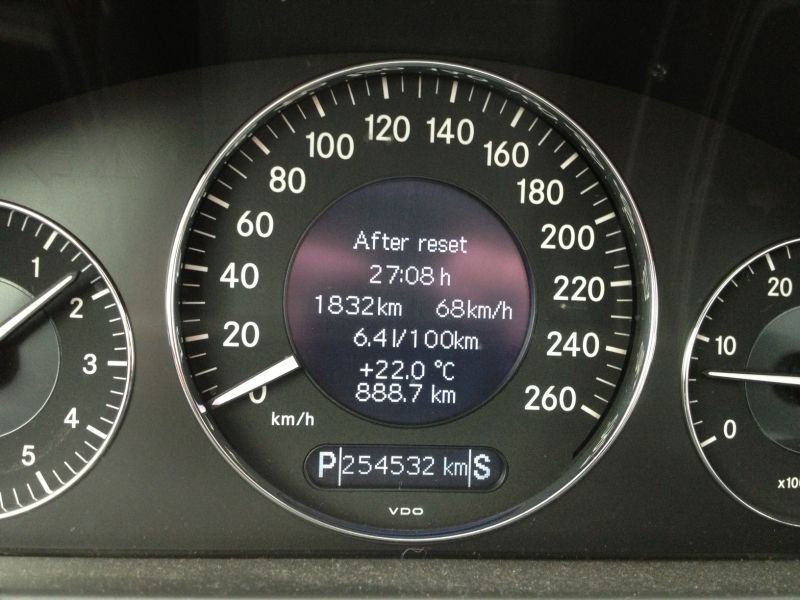 After reset
27:08 h
1832km 68km/h
6.4 l/100km
+22.0 °C
888.7 km
0 20 40 60 80 100 120 140 160 180 200 220 240 260
km/h
P 254532 km S
VDO
1 2 3 4 5
20
10
0
x100